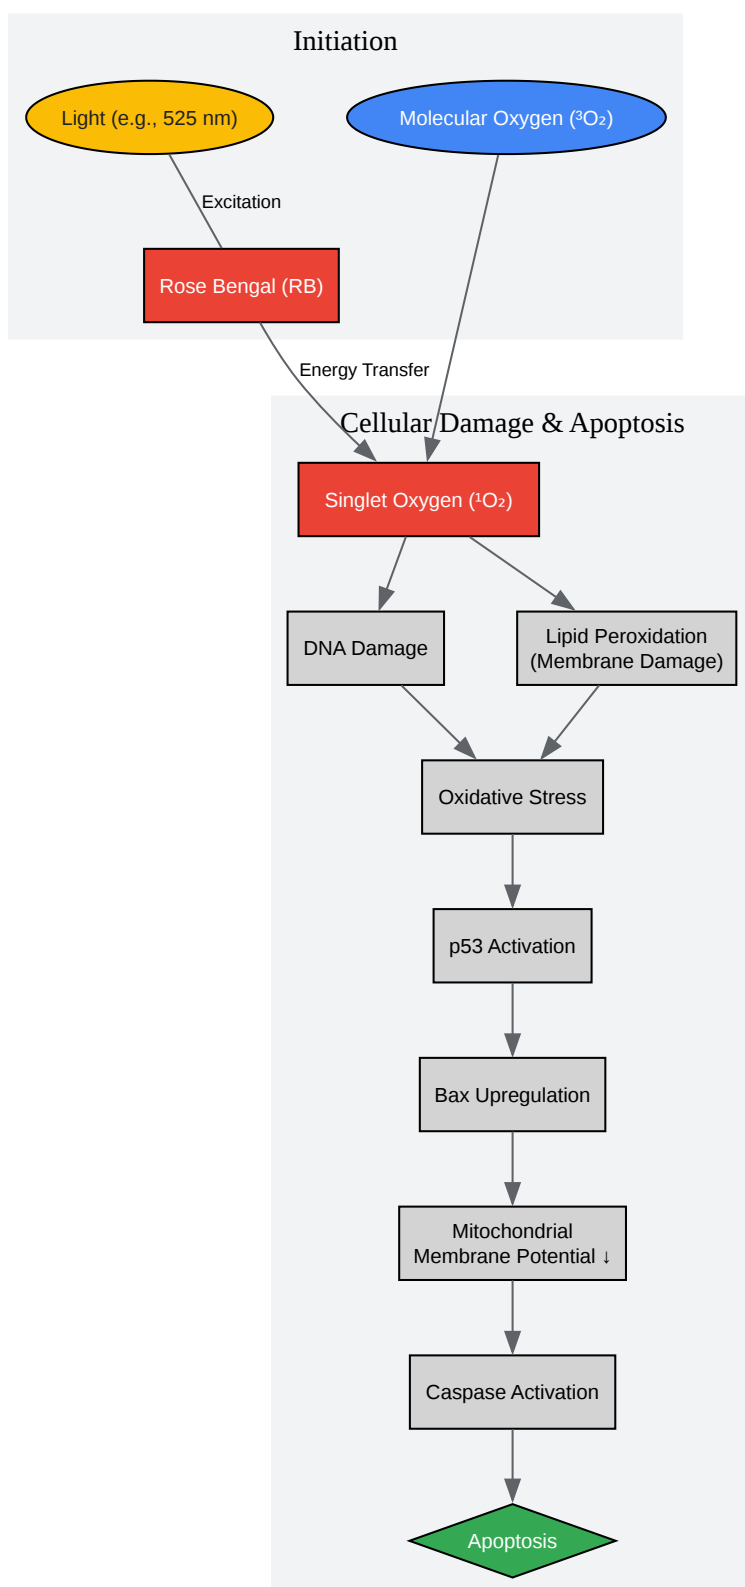 Initiation
Light (e.g., 525 nm)
Molecular Oxygen (³O₂)
Excitation
Rose Bengal (RB)
Energy Transfer
Cellular Damage & Apoptosis
Singlet Oxygen (¹O₂)
DNA Damage
Lipid Peroxidation
(Membrane Damage)
Oxidative Stress
p53 Activation
Bax Upregulation
Mitochondrial
Membrane Potential ↓
Caspase Activation
Apoptosis